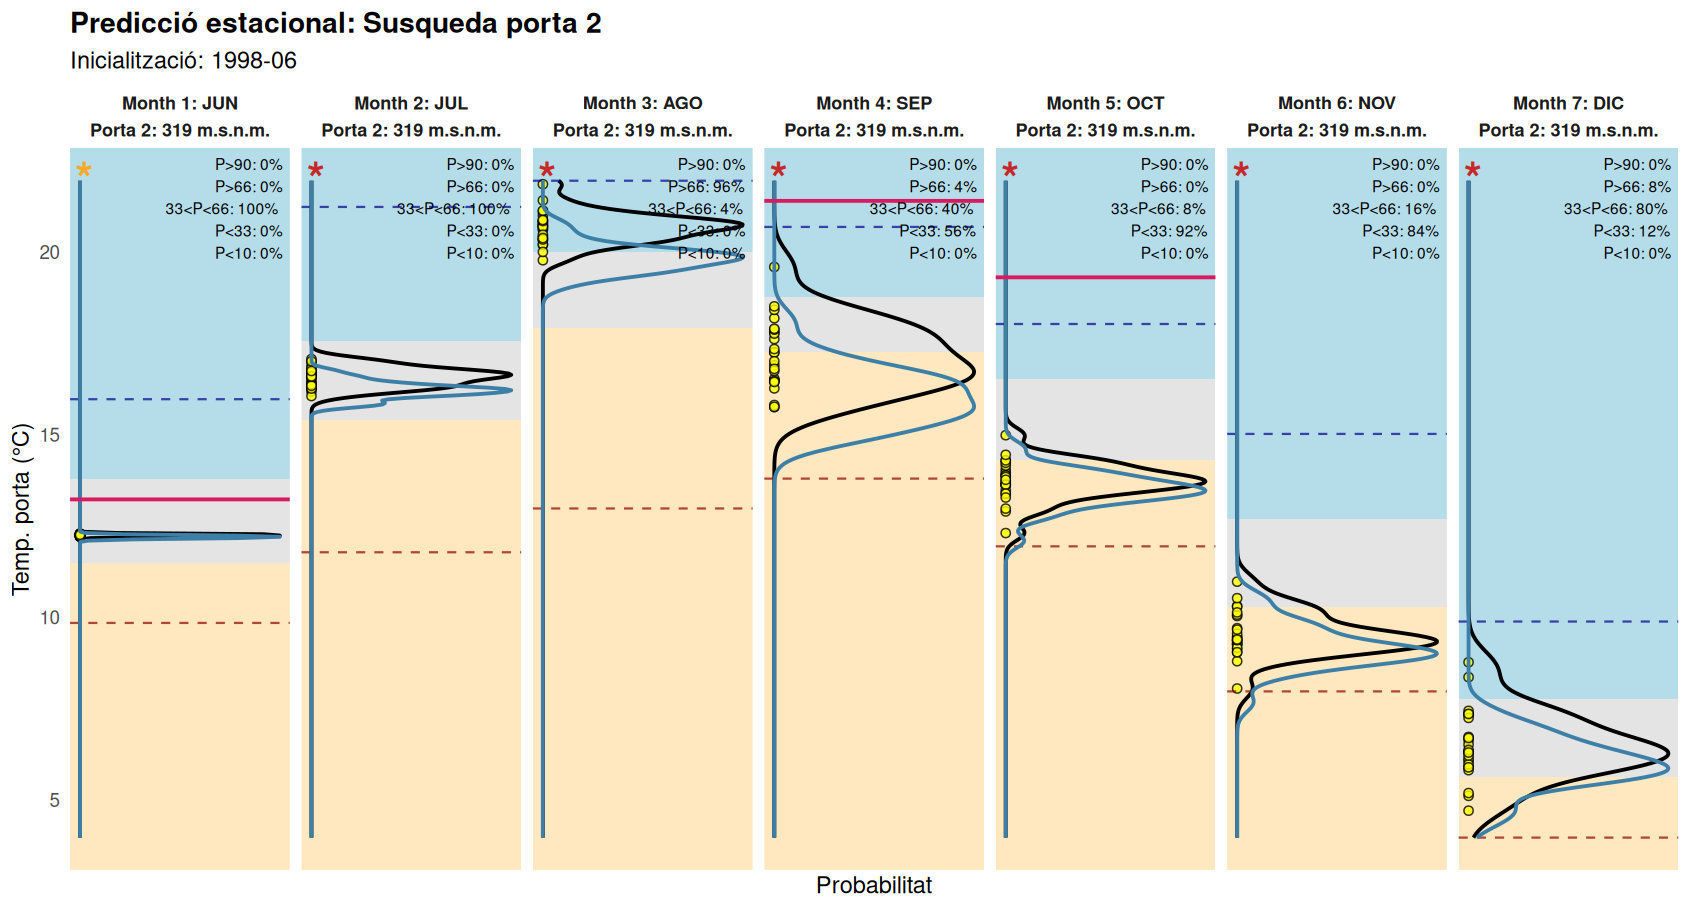 Predicció estacional: Susqueda porta 2
Inicialització: 1998-06
Month 1: JUN
Porta 2: 319 m.s.n.m.
Month 2: JUL
Porta 2: 319 m.s.n.m.
Month 3: AGO
Porta 2: 319 m.s.n.m.
Month 4: SEP
Porta 2: 319 m.s.n.m.
Month 5: OCT
Porta 2: 319 m.s.n.m.
Month 6: NOV
Porta 2: 319 m.s.n.m.
Month 7: DIC
Porta 2: 319 m.s.n.m.
*
P>90: 0%
P>66: 0%
33<P<66: 100%
P<33: 0%
P<10: 0%
*
P>90: 0%
P>66: 0%
33<P<66: 100%
P<33: 0%
P<10: 0%
*
P>90: 0%
P>66: 96%
33<P<66: 4%
P<33: 0%
P<10: 0%
*
P>90: 0%
P>66: 4%
33<P<66: 40%
P<33: 56%
P<10: 0%
*
P>90: 0%
P>66: 0%
33<P<66: 8%
P<33: 92%
P<10: 0%
*
P>90: 0%
P>66: 0%
33<P<66: 16%
P<33: 84%
P<10: 0%
*
P>90: 0%
P>66: 8%
33<P<66: 80%
P<33: 12%
P<10: 0%
Temp. porta (°C)
20
15
10
5
Probabilitat